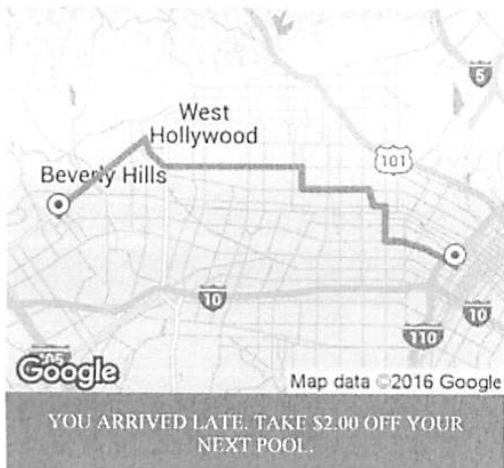 5
West
Hollywood
101
Beverly Hills
10
10
110
Google
Map data ©2016 Google
YOU ARRIVED LATE. TAKE $2.00 OFF YOUR
NEXT POOL.